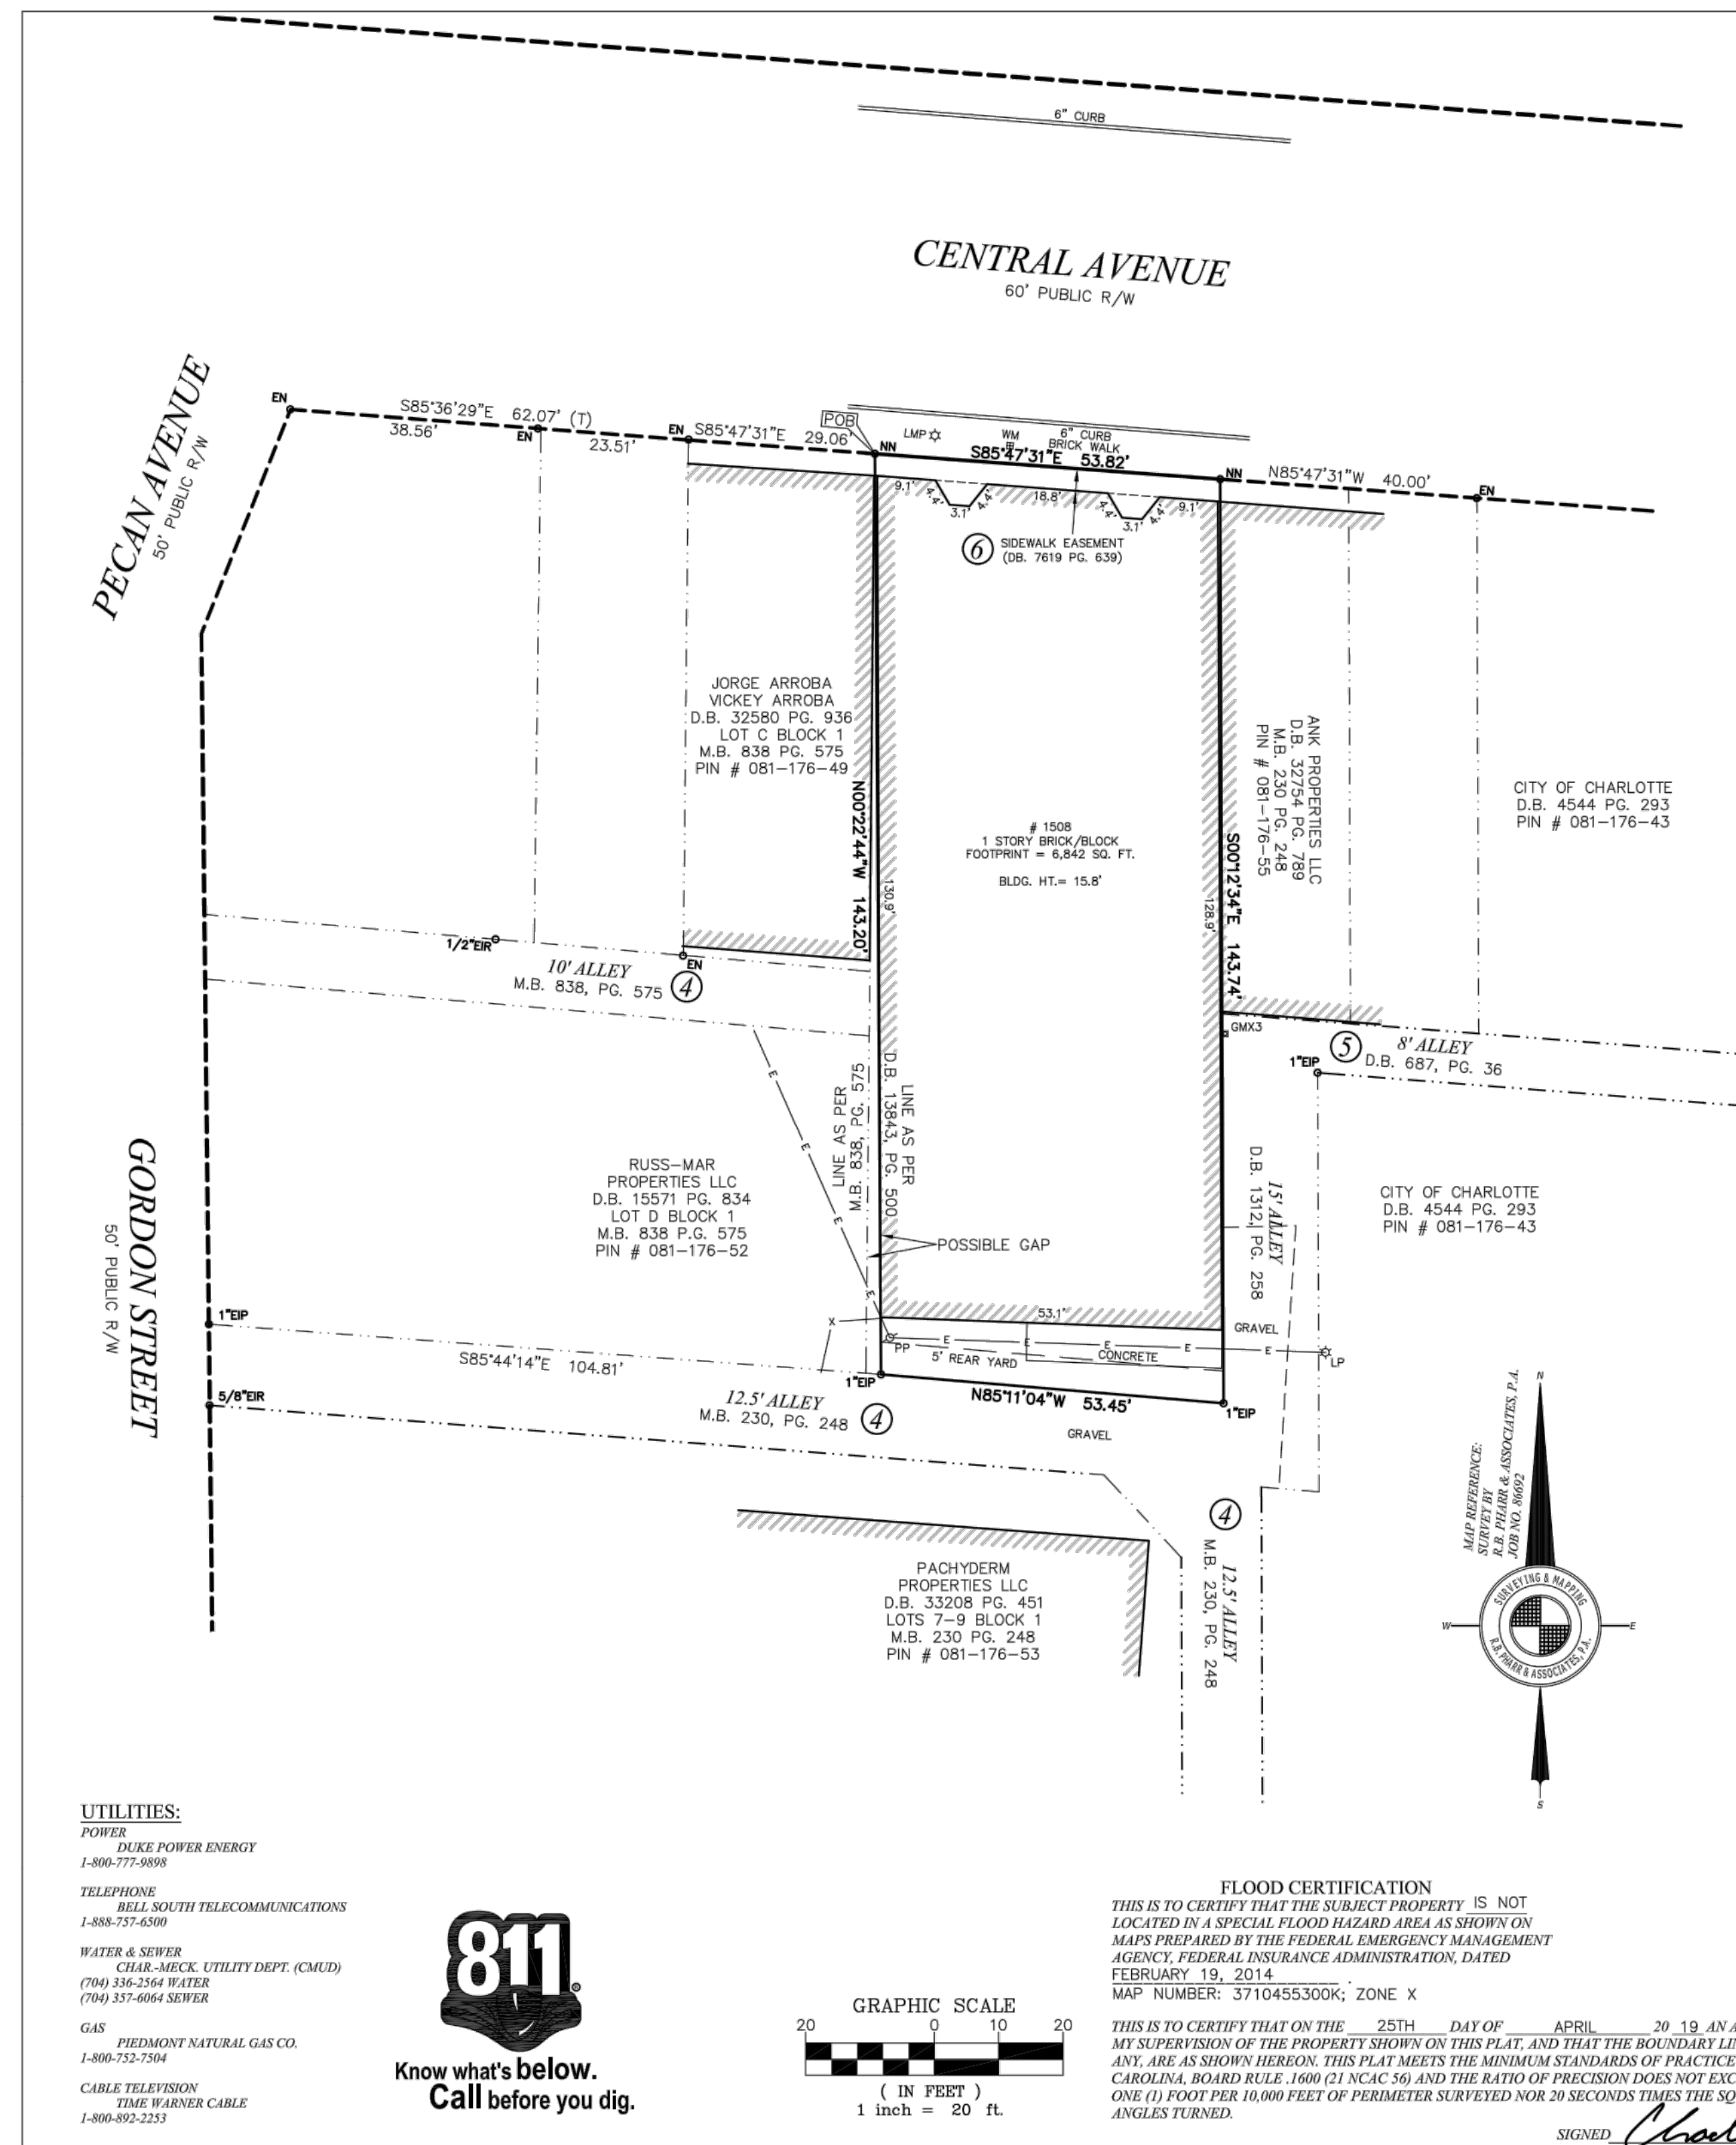 6" CURB
CENTRAL AVENUE
60' PUBLIC R/W
PECAN AVENUE
50' PUBLIC R/W
EN
S85°36'29"E 62.07' (T)
38.56'
EN
23.51'
EN
S85°47'31"E 29.06'
POB
NN
LMP
WM
6" CURB
BRICK WALK
S85°47'31"E 53.82'
NN
N85°47'31"W 40.00'
EN
9.1'
4.4'
3.1'
4.4'
18.8'
4.4'
3.1'
4.4'
9.1'
6
SIDEWALK EASEMENT
(DB. 7619 PG. 639)
JORGE ARROBA
VICKEY ARROBA
D.B. 32580 PG. 936
LOT C BLOCK 1
M.B. 838 PG. 575
PIN # 081-176-49
N00°22'44"W 143.20'
130.9'
# 1508
1 STORY BRICK/BLOCK
FOOTPRINT = 6,842 SQ. FT.
BLDG. HT.= 15.8'
128.9'
S00°12'34"E 143.74'
ANK PROPERTIES LLC
D.B. 32754 PG. 789
M.B. 230 PG. 248
PIN # 081-176-55
CITY OF CHARLOTTE
D.B. 4544 PG. 293
PIN # 081-176-43
1/2"EIR
10' ALLEY
M.B. 838, PG. 575
4
EN
GMX3
5
8' ALLEY
D.B. 687, PG. 36
1"EIP
E
E
E
E
LINE AS PER
M.B. 838, PG. 575
LINE AS PER
D.B. 13843, PG. 500
POSSIBLE GAP
RUSS-MAR
PROPERTIES LLC
D.B. 15571 PG. 834
LOT D BLOCK 1
M.B. 838 P.G. 575
PIN # 081-176-52
15' ALLEY
D.B. 1312, PG. 258
CITY OF CHARLOTTE
D.B. 4544 PG. 293
PIN # 081-176-43
GORDON STREET
50' PUBLIC R/W
1"EIP
S85°44'14"E 104.81'
5/8"EIR
X
53.1'
GRAVEL
PP
E
E
E
E
E
LP
5' REAR YARD
CONCRETE
1"EIP
N85°11'04"W 53.45'
1"EIP
12.5' ALLEY
M.B. 230, PG. 248
4
GRAVEL
4
12.5' ALLEY
M.B. 230, PG. 248
PACHYDERM
PROPERTIES LLC
D.B. 33208 PG. 451
LOTS 7-9 BLOCK 1
M.B. 230 PG. 248
PIN # 081-176-53
MAP REFERENCE:
SURVEY BY
R.B. PHARR & ASSOCIATES, P.A.
JOB NO. 86692
N
W
E
S
SURVEYING & MAPPING
R.B. PHARR & ASSOCIATES, P.A.
UTILITIES:
POWER
DUKE POWER ENERGY
1-800-777-9898
TELEPHONE
BELL SOUTH TELECOMMUNICATIONS
1-888-757-6500
WATER & SEWER
CHAR.-MECK. UTILITY DEPT. (CMUD)
(704) 336-2564 WATER
(704) 357-6064 SEWER
GAS
PIEDMONT NATURAL GAS CO.
1-800-752-7504
CABLE TELEVISION
TIME WARNER CABLE
1-800-892-2253
811®
Know what's below.
Call before you dig.
GRAPHIC SCALE
20 0 10 20
( IN FEET )
1 inch = 20 ft.
FLOOD CERTIFICATION
THIS IS TO CERTIFY THAT THE SUBJECT PROPERTY IS NOT
LOCATED IN A SPECIAL FLOOD HAZARD AREA AS SHOWN ON
MAPS PREPARED BY THE FEDERAL EMERGENCY MANAGEMENT
AGENCY, FEDERAL INSURANCE ADMINISTRATION, DATED
FEBRUARY 19, 2014 .
MAP NUMBER: 3710455300K; ZONE X
THIS IS TO CERTIFY THAT ON THE 25TH DAY OF APRIL 20 19 AN A
MY SUPERVISION OF THE PROPERTY SHOWN ON THIS PLAT, AND THAT THE BOUNDARY LI
ANY, ARE AS SHOWN HEREON. THIS PLAT MEETS THE MINIMUM STANDARDS OF PRACTICE
CAROLINA, BOARD RULE .1600 (21 NCAC 56) AND THE RATIO OF PRECISION DOES NOT EXC
ONE (1) FOOT PER 10,000 FEET OF PERIMETER SURVEYED NOR 20 SECONDS TIMES THE SQ
ANGLES TURNED.
SIGNED